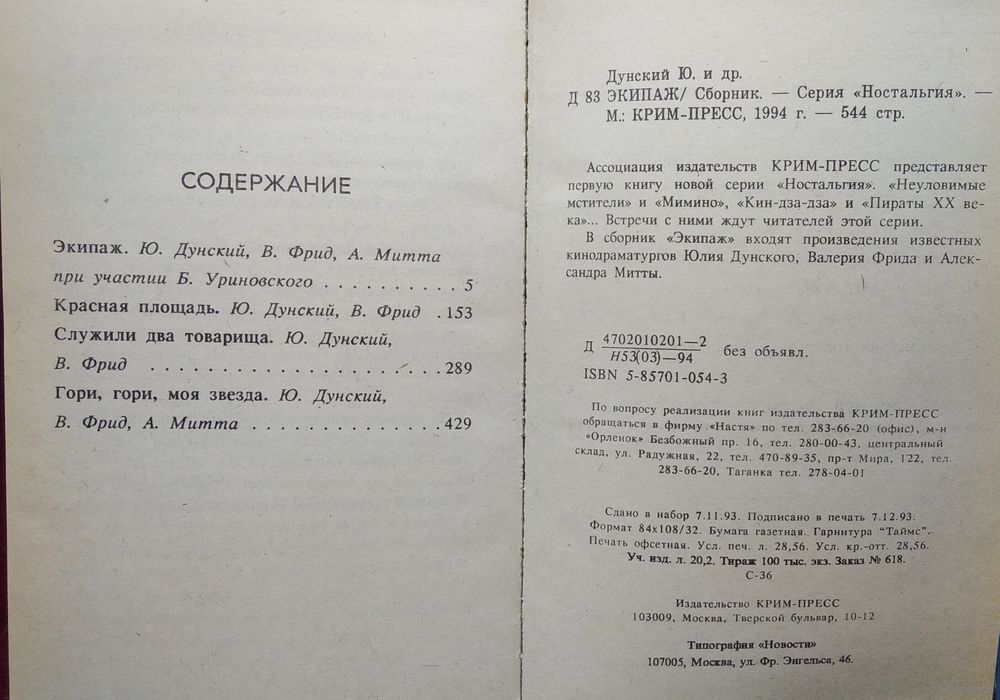 СОДЕРЖАНИЕ
Экипаж. Ю. Дунский, В. Фрид, А. Митта
при участии Б. Уриновского . . . . . . . . . . 5
Красная площадь. Ю. Дунский, В. Фрид . 153
Служили два товарища. Ю. Дунский,
В. Фрид . . . . . . . . . . . . . . . . . . . . 289
Гори, гори, моя звезда. Ю. Дунский,
В. Фрид, А. Митта . . . . . . . . . . . . . . 429
Дунский Ю. и др.
Д 83 ЭКИПАЖ/ Сборник. — Серия «Ностальгия». —
М.: КРИМ-ПРЕСС, 1994 г. — 544 стр.
Ассоциация издательств КРИМ-ПРЕСС представляет
первую книгу новой серии «Ностальгия». «Неуловимые
мстители» и «Мимино», «Кин-дза-дза» и «Пираты XX ве-
ка»... Встречи с ними ждут читателей этой серии.
В сборник «Экипаж» входят произведения известных
кинодраматургов Юлия Дунского, Валерия Фрида и Алек-
сандра Митты.
Д 4702010201—2
Н53(03)—94 без объявл.
ISBN 5-85701-054-3
По вопросу реализации книг издательства КРИМ-ПРЕСС
обращаться в фирму «Настя» по тел. 283-66-20 (офис), м-н
«Орленок» Безбожный пр. 16, тел. 280-00-43, центральный
склад, ул. Радужная, 22, тел. 470-89-35, пр-т Мира, 122, тел.
283-66-20, Таганка тел. 278-04-01
Сдано в набор 7.11.93. Подписано в печать 7.12.93.
Формат 84x108/32. Бумага газетная. Гарнитура "Таймс".
Печать офсетная. Усл. печ. л. 28,56. Усл. кр.-отт. 28,56.
Уч. изд. л. 20,2. Тираж 100 тыс. экз. Заказ № 618.
С-36
Издательство КРИМ-ПРЕСС
103009, Москва, Тверской бульвар, 10-12
Типография «Новости»
107005, Москва, ул. Фр. Энгельса, 46.